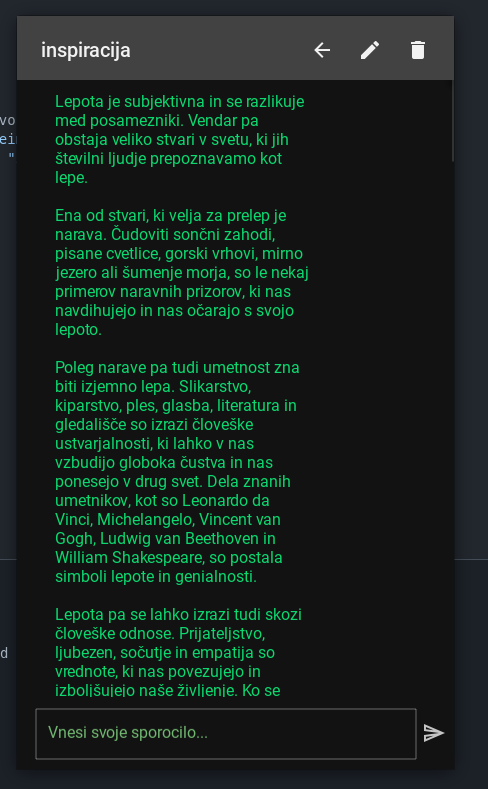 inspiracija
Lepota je subjektivna in se razlikuje
med posamezniki. Vendar pa
obstaja veliko stvari v svetu, ki jih
številni ljudje prepoznavamo kot
lepe.
Ena od stvari, ki velja za prelep je
narava. Čudoviti sončni zahodi,
pisane cvetlice, gorski vrhovi, mirno
jezero ali šumenje morja, so le nekaj
primerov naravnih prizorov, ki nas
navdihujejo in nas očarajo s svojo
lepoto.
Poleg narave pa tudi umetnost zna
biti izjemno lepa. Slikarstvo,
kiparstvo, ples, glasba, literatura in
gledališče so izrazi človeške
ustvarjalnosti, ki lahko v nas
vzbudijo globoka čustva in nas
ponesejo v drug svet. Dela znanih
umetnikov, kot so Leonardo da
Vinci, Michelangelo, Vincent van
Gogh, Ludwig van Beethoven in
William Shakespeare, so postala
simboli lepote in genialnosti.
Lepota pa se lahko izrazi tudi skozi
človeške odnose. Prijateljstvo,
ljubezen, sočutje in empatija so
vrednote, ki nas povezujejo in
izboljšujejo naše življenje. Ko se
Vnesi svoje sporocilo...